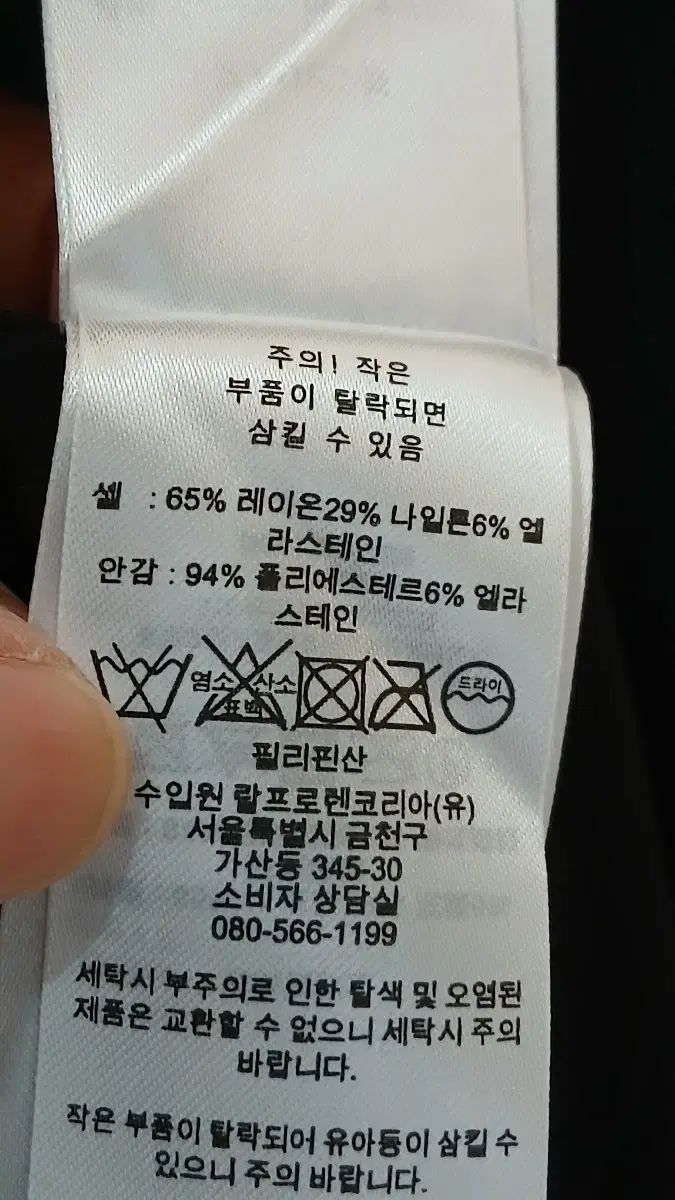 주의! 작은
부품이 탈락되면
삼킬 수 있음
셀 : 65% 레이온29% 나일론6% 엘
라스테인
안감 : 94% 폴리에스테르6% 엘라
스테인
염소 산소
표백
드라이
필리핀산
수입원 랄프로렌코리아(유)
서울특별시 금천구
가산동 345-30
소비자 상담실
080-566-1199
세탁시 부주의로 인한 탈색 및 오염된
제품은 교환할 수 없으니 세탁시 주의
바랍니다.
작은 부품이 탈락되어 유아동이 삼킬 수
있으니 주의 바랍니다.